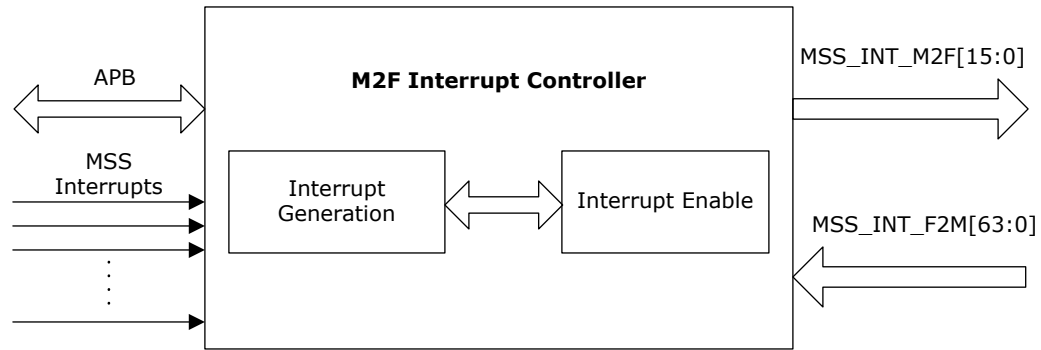 APB
M2F Interrupt Controller
MSS_INT_M2F[15:0]
MSS
Interrupts
Interrupt
Generation
Interrupt Enable
MSS_INT_F2M[63:0]